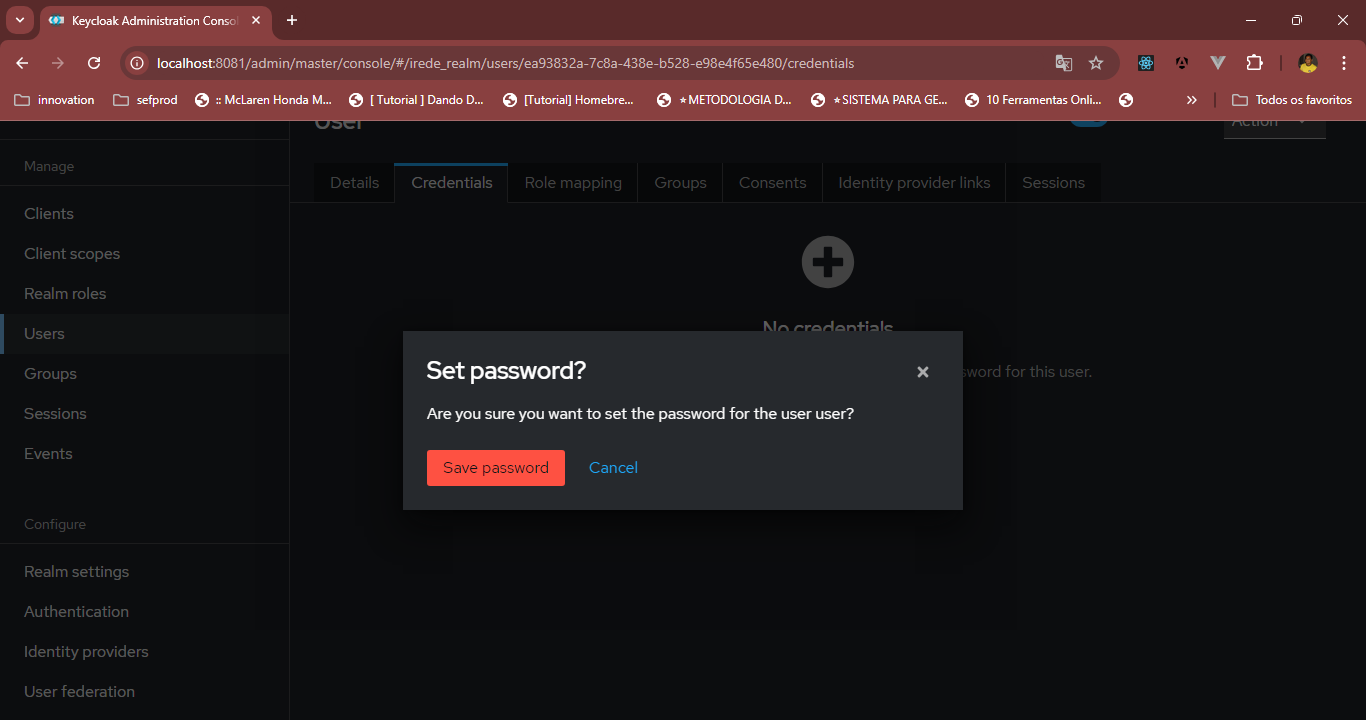 Keycloak Administration Consol
localhost:8081/admin/master/console/#/irede_realm/users/ea93832a-7c8a-438e-b528-e98e4f65e480/credentials
innovation
sefprod
:: McLaren Honda M...
[ Tutorial ] Dando D...
[Tutorial] Homebre...
*METODOLOGIA D...
*SISTEMA PARA GE...
10 Ferramentas Onli...
Todos os favoritos
User
Action
Manage
Clients
Client scopes
Realm roles
Users
Groups
Sessions
Events
Configure
Realm settings
Authentication
Identity providers
User federation
Details
Credentials
Role mapping
Groups
Consents
Identity provider links
Sessions
No credentials
sword for this user.
Set password?
Are you sure you want to set the password for the user user?
Save password
Cancel